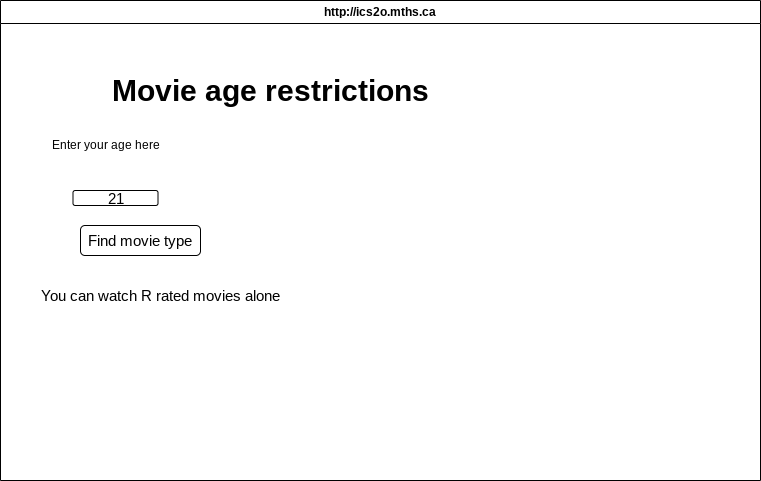 http://ics2o.mths.ca
Movie age restrictions
Enter your age here
21
Find movie type
You can watch R rated movies alone